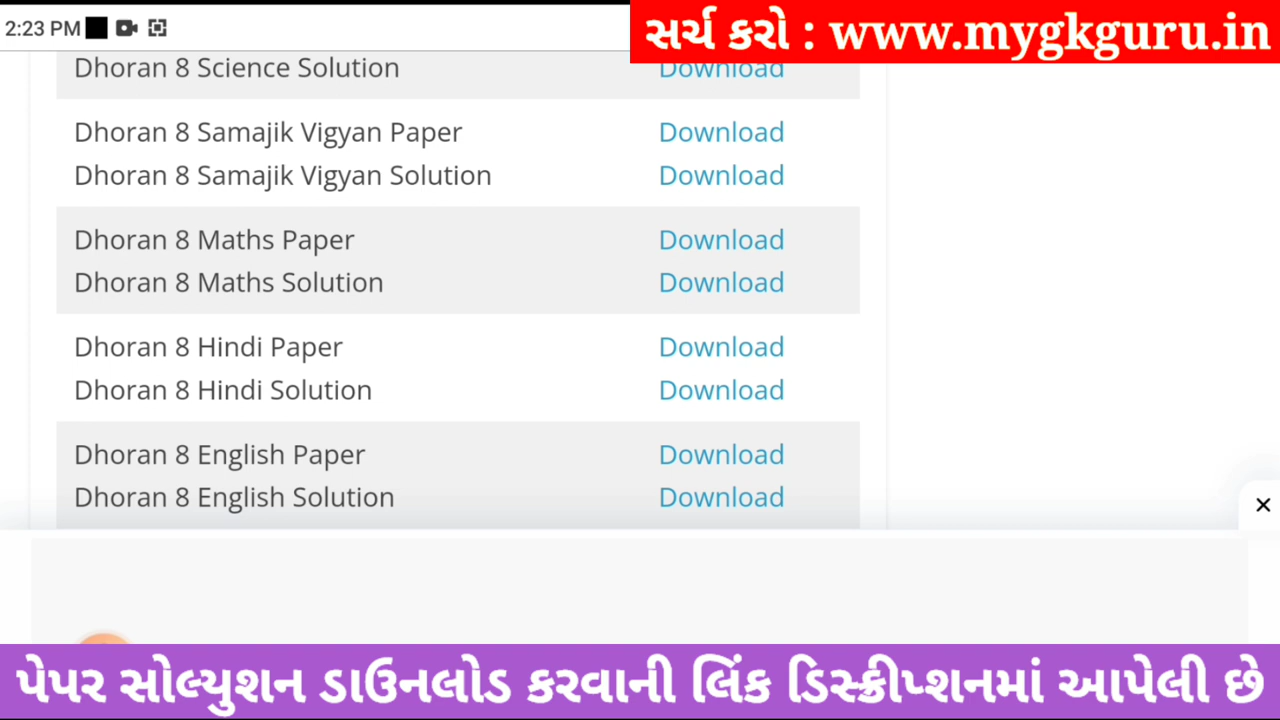 2:23 PM
સર્ચ કરો : www.mygkguru.in
Dhoran 8 Science Solution Download
Dhoran 8 Samajik Vigyan Paper Download
Dhoran 8 Samajik Vigyan Solution Download
Dhoran 8 Maths Paper Download
Dhoran 8 Maths Solution Download
Dhoran 8 Hindi Paper Download
Dhoran 8 Hindi Solution Download
Dhoran 8 English Paper Download
Dhoran 8 English Solution Download
પેપર સોલ્યુશન ડાઉનલોડ કરવાની લિંક ડિસ્ક્રીપ્શનમાં આપેલી છે